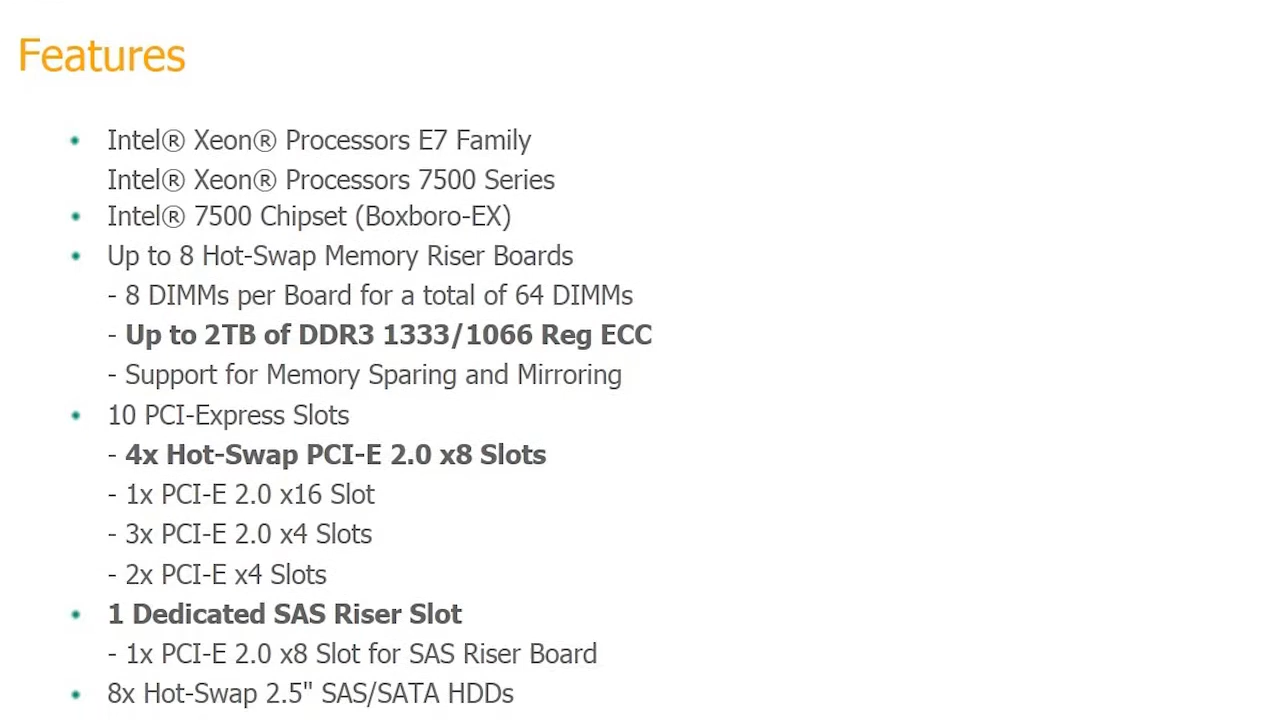 Features
• Intel® Xeon® Processors E7 Family
Intel® Xeon® Processors 7500 Series
• Intel® 7500 Chipset (Boxboro-EX)
• Up to 8 Hot-Swap Memory Riser Boards
- 8 DIMMs per Board for a total of 64 DIMMs
- Up to 2TB of DDR3 1333/1066 Reg ECC
- Support for Memory Sparing and Mirroring
• 10 PCI-Express Slots
- 4x Hot-Swap PCI-E 2.0 x8 Slots
- 1x PCI-E 2.0 x16 Slot
- 3x PCI-E 2.0 x4 Slots
- 2x PCI-E x4 Slots
• 1 Dedicated SAS Riser Slot
- 1x PCI-E 2.0 x8 Slot for SAS Riser Board
• 8x Hot-Swap 2.5" SAS/SATA HDDs